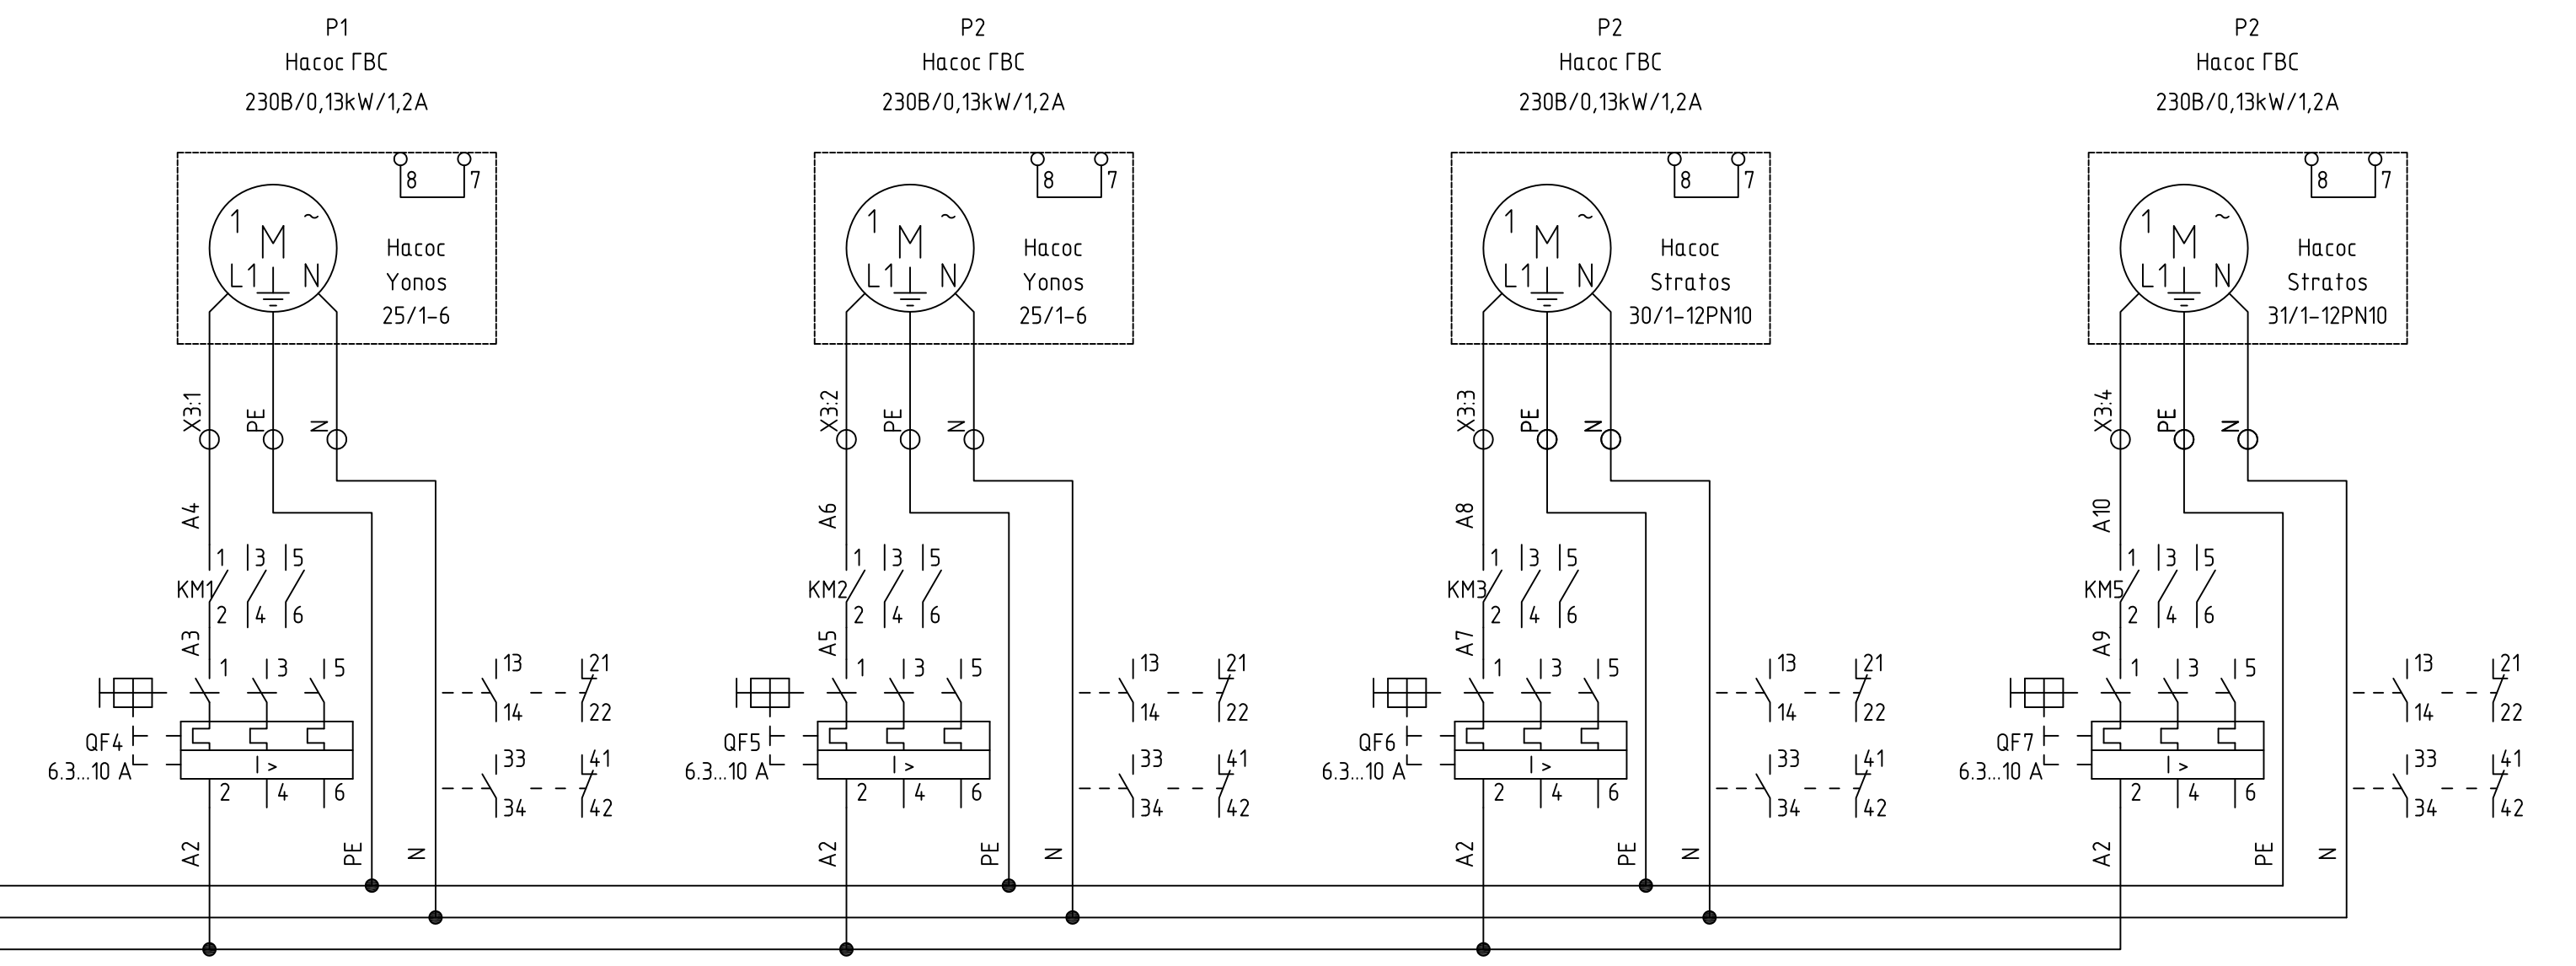 P1
Насос ГВС
230В/0,13kW/1,2А
8
7
1
~
M
L1
N
Насос
Yonos
25/1-6
X3:1
PE
N
A4
1
3
5
KM1
2
4
6
A3
1
3
5
13
21
14
22
QF4
6.3...10 A
I >
33
41
2
4
6
34
42
A2
PE
N
P2
Насос ГВС
230В/0,13kW/1,2А
8
7
1
~
M
L1
N
Насос
Yonos
25/1-6
X3:2
PE
N
A6
1
3
5
KM2
2
4
6
A5
1
3
5
13
21
14
22
QF5
6.3...10 A
I >
33
41
2
4
6
34
42
A2
PE
N
P2
Насос ГВС
230В/0,13kW/1,2А
8
7
1
~
M
L1
N
Насос
Stratos
30/1-12PN10
X3:3
PE
N
A8
1
3
5
KM3
2
4
6
A7
1
3
5
13
21
14
22
QF6
6.3...10 A
I >
33
41
2
4
6
34
42
A2
PE
N
P2
Насос ГВС
230В/0,13kW/1,2А
8
7
1
~
M
L1
N
Насос
Stratos
31/1-12PN10
X3:4
PE
N
A10
1
3
5
KM5
2
4
6
A9
1
3
5
13
21
14
22
QF7
6.3...10 A
I >
33
41
2
4
6
34
42
A2
PE
N